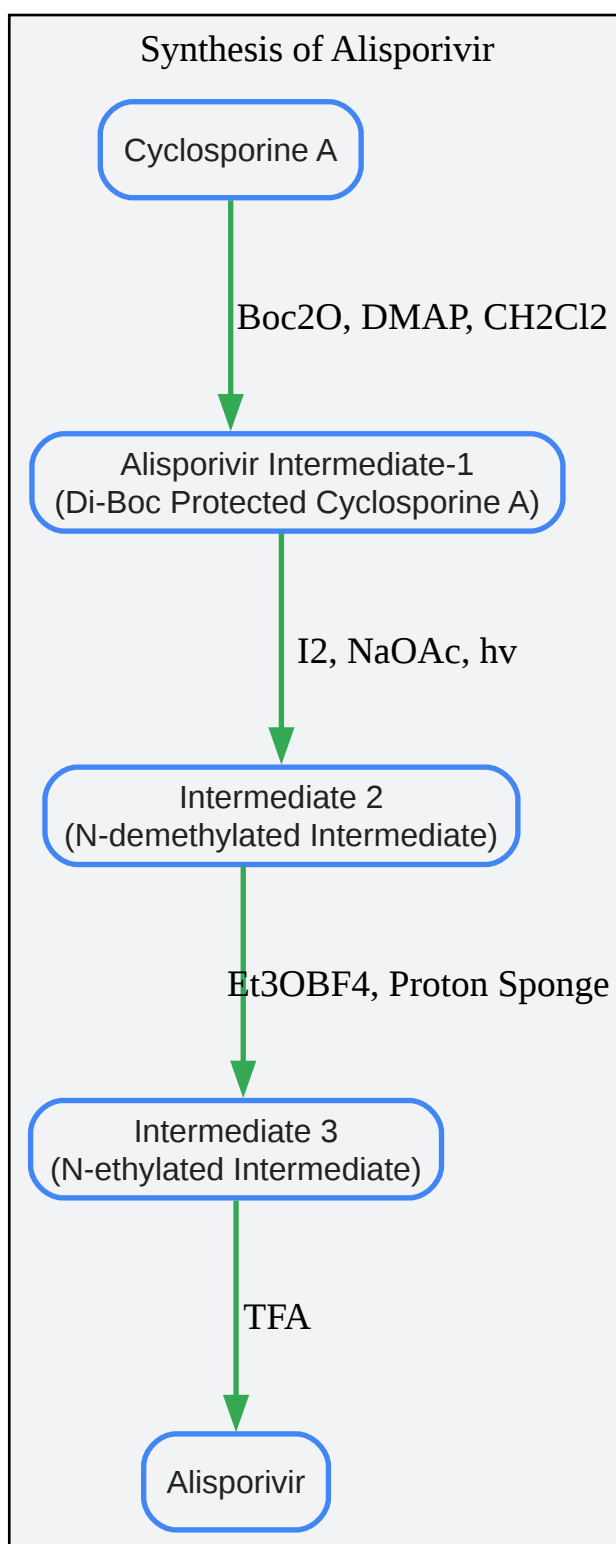 Synthesis of Alisporivir
Cyclosporine A
Boc2O, DMAP, CH2Cl2
Alisporivir Intermediate-1
(Di-Boc Protected Cyclosporine A)
I2, NaOAc, hv
Intermediate 2
(N-demethylated Intermediate)
Et3OBF4, Proton Sponge
Intermediate 3
(N-ethylated Intermediate)
TFA
Alisporivir